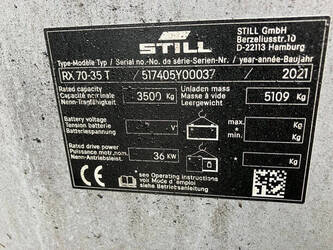 STILL
STILL GmbH
Berzeliusstr.10
D-22113 Hamburg
Type-Modèle Typ / Serial no.-No. de série-Serien-Nr. / year-année-Baujahr
RX 70-35 T / 517405Y00037 / 2021
Rated capacity
Capacité nominale
Nenn-Tragfähigkeit
3500 Kg
Unladen mass
Masse à vide
Leergewicht
5109 Kg
Battery voltage
Tension batterie
Batteriespannung
V
max. * Kg
min. * Kg
Rated drive power
Puissance motr.nom.
Nenn-Antriebsleist.
36 KW
* see Operating instructions
voir Mode d'emploi
siehe Betriebsanleitung
CE